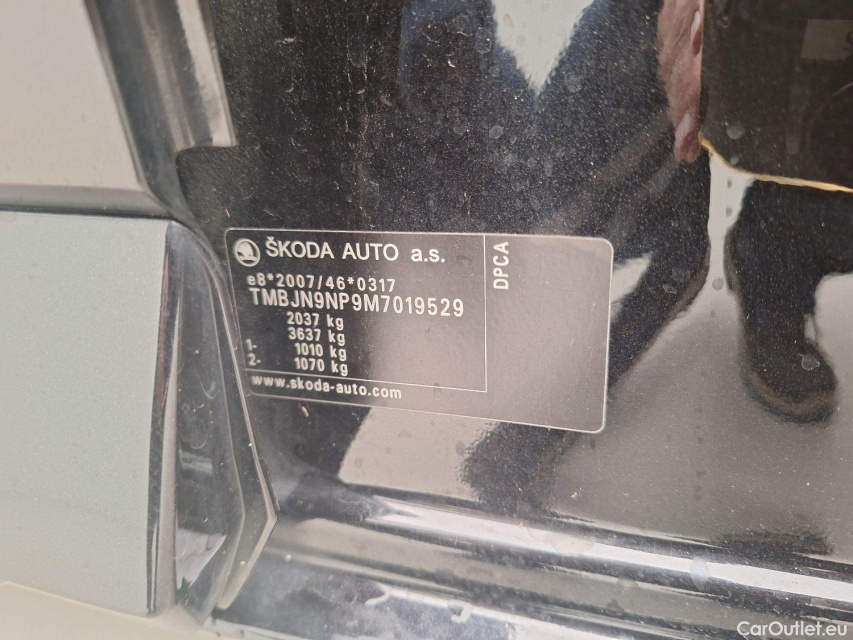 ŠKODA AUTO a.s.
DPCA
e8*2007/46*0317
TMBJN9NP9M7019529
2037 kg
3637 kg
1- 1010 kg
2- 1070 kg
www.skoda-auto.com
CarOutlet.eu